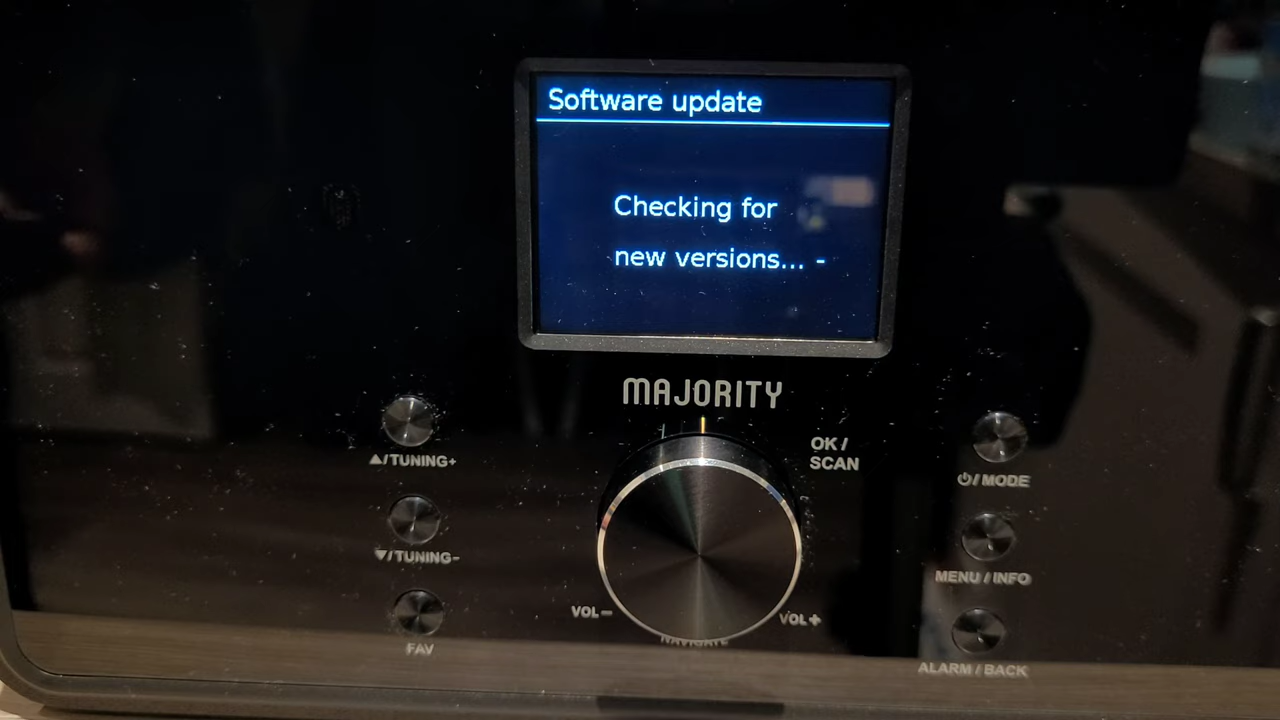 Software update
Checking for
new versions... -
MAJORITY
OK /
SCAN
▲/TUNING+
⏻/MODE
▼/TUNING-
MENU / INFO
VOL-
VOL+
NAVIGATE
FAV
ALARM / BACK